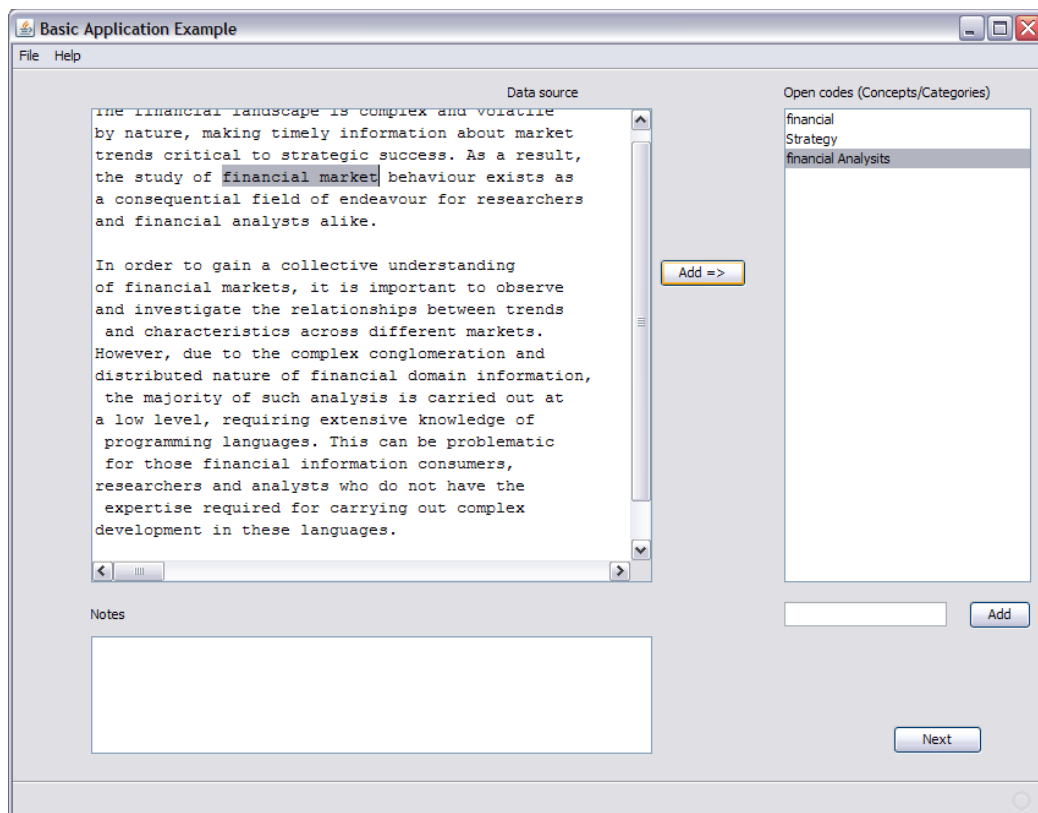 Basic Application Example
File Help
Data source
The financial landscape is complex and volatile
by nature, making timely information about market
trends critical to strategic success. As a result,
the study of financial market behaviour exists as
a consequential field of endeavour for researchers
and financial analysts alike.
In order to gain a collective understanding
of financial markets, it is important to observe
and investigate the relationships between trends
and characteristics across different markets.
However, due to the complex conglomeration and
distributed nature of financial domain information,
the majority of such analysis is carried out at
a low level, requiring extensive knowledge of
programming languages. This can be problematic
for those financial information consumers,
researchers and analysts who do not have the
expertise required for carrying out complex
development in these languages.
Add =>
Open codes (Concepts/Categories)
financial
Strategy
financial Analysits
Add
Notes
Next